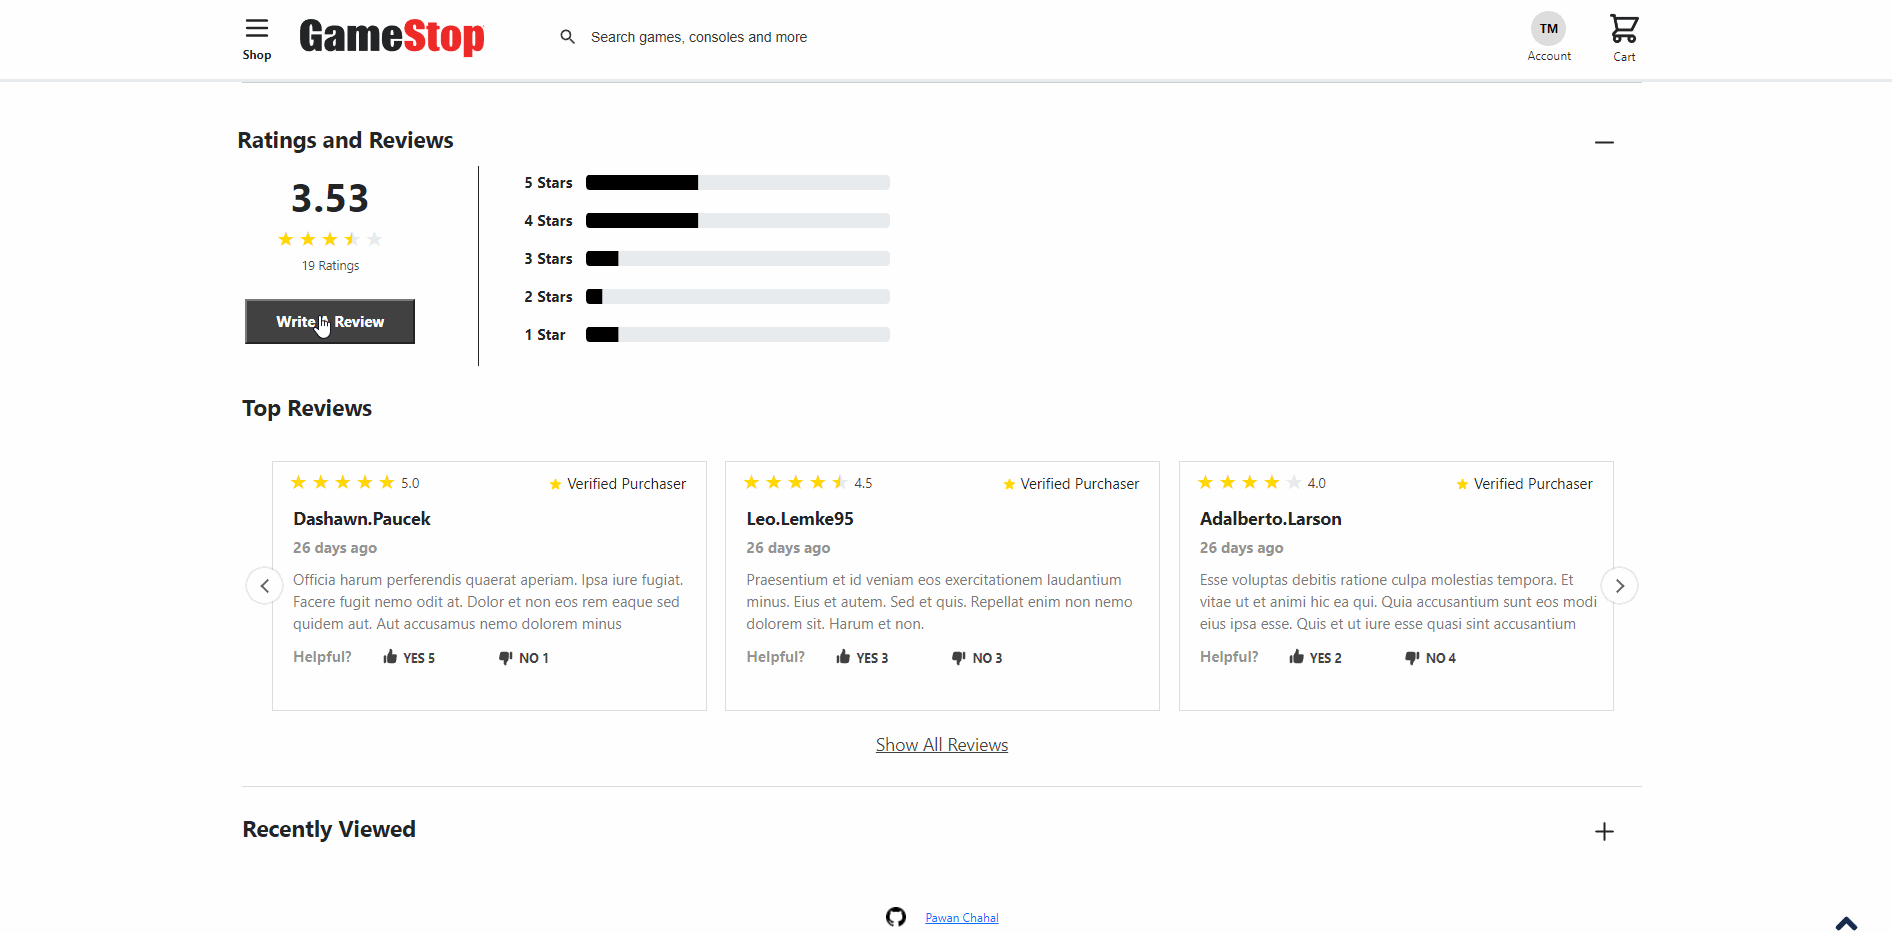 Shop
GameStop
Search games, consoles and more
TM
Account
Cart
Ratings and Reviews
3.53
19 Ratings
Write A Review
5 Stars
4 Stars
3 Stars
2 Stars
1 Star
Top Reviews
5.0
Verified Purchaser
Dashawn.Paucek
26 days ago
Officia harum perferendis quaerat aperiam. Ipsa iure fugiat.
Facere fugit nemo odit at. Dolor et non eos rem eaque sed
quidem aut. Aut accusamus nemo dolorem minus
Helpful? YES 5 NO 1
4.5
Verified Purchaser
Leo.Lemke95
26 days ago
Praesentium et id veniam eos exercitationem laudantium
minus. Eius et autem. Sed et quis. Repellat enim non nemo
dolorem sit. Harum et non.
Helpful? YES 3 NO 3
4.0
Verified Purchaser
Adalberto.Larson
26 days ago
Esse voluptas debitis ratione culpa molestias tempora. Et
vitae ut et animi hic ea qui. Quia accusantium sunt eos modi
eius ipsa esse. Quis et ut iure esse quasi sint accusantium
Helpful? YES 2 NO 4
Show All Reviews
Recently Viewed
Pawan Chahal